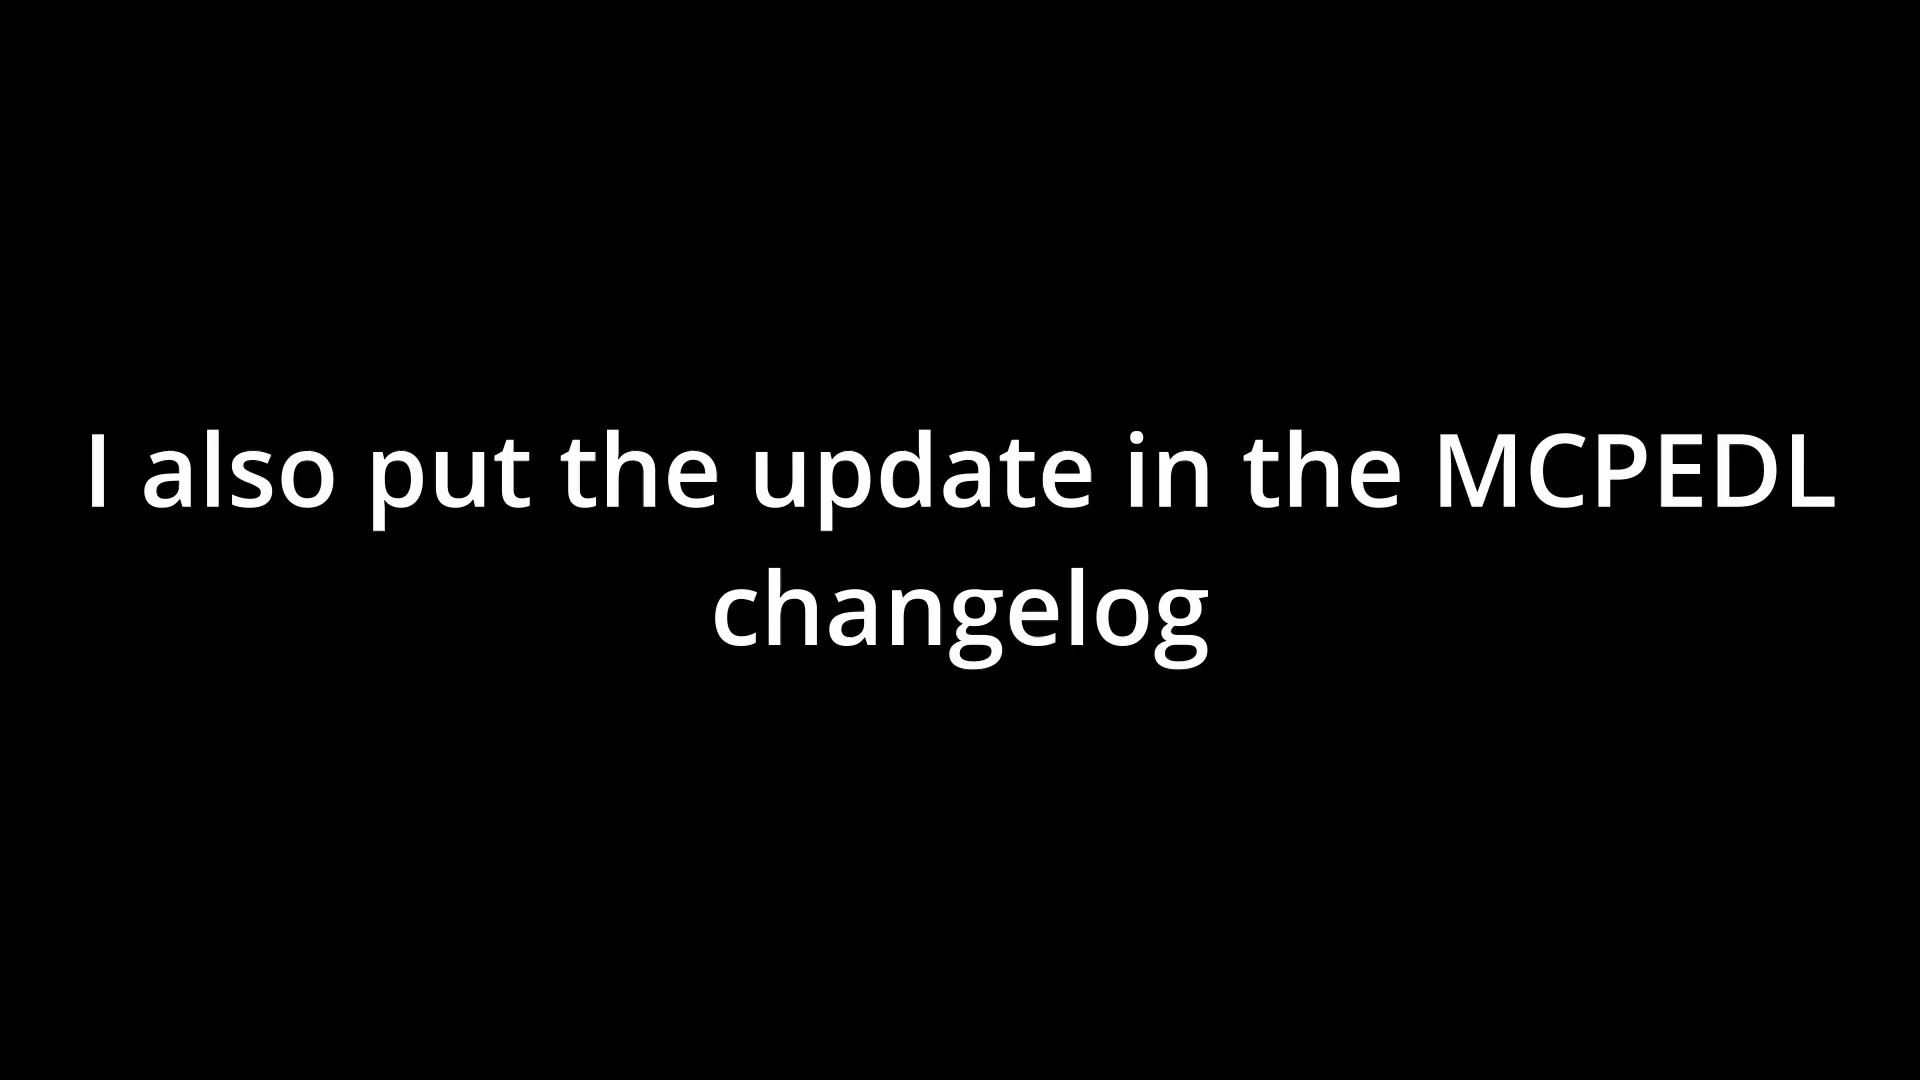 I also put the update in the MCPEDL
changelog